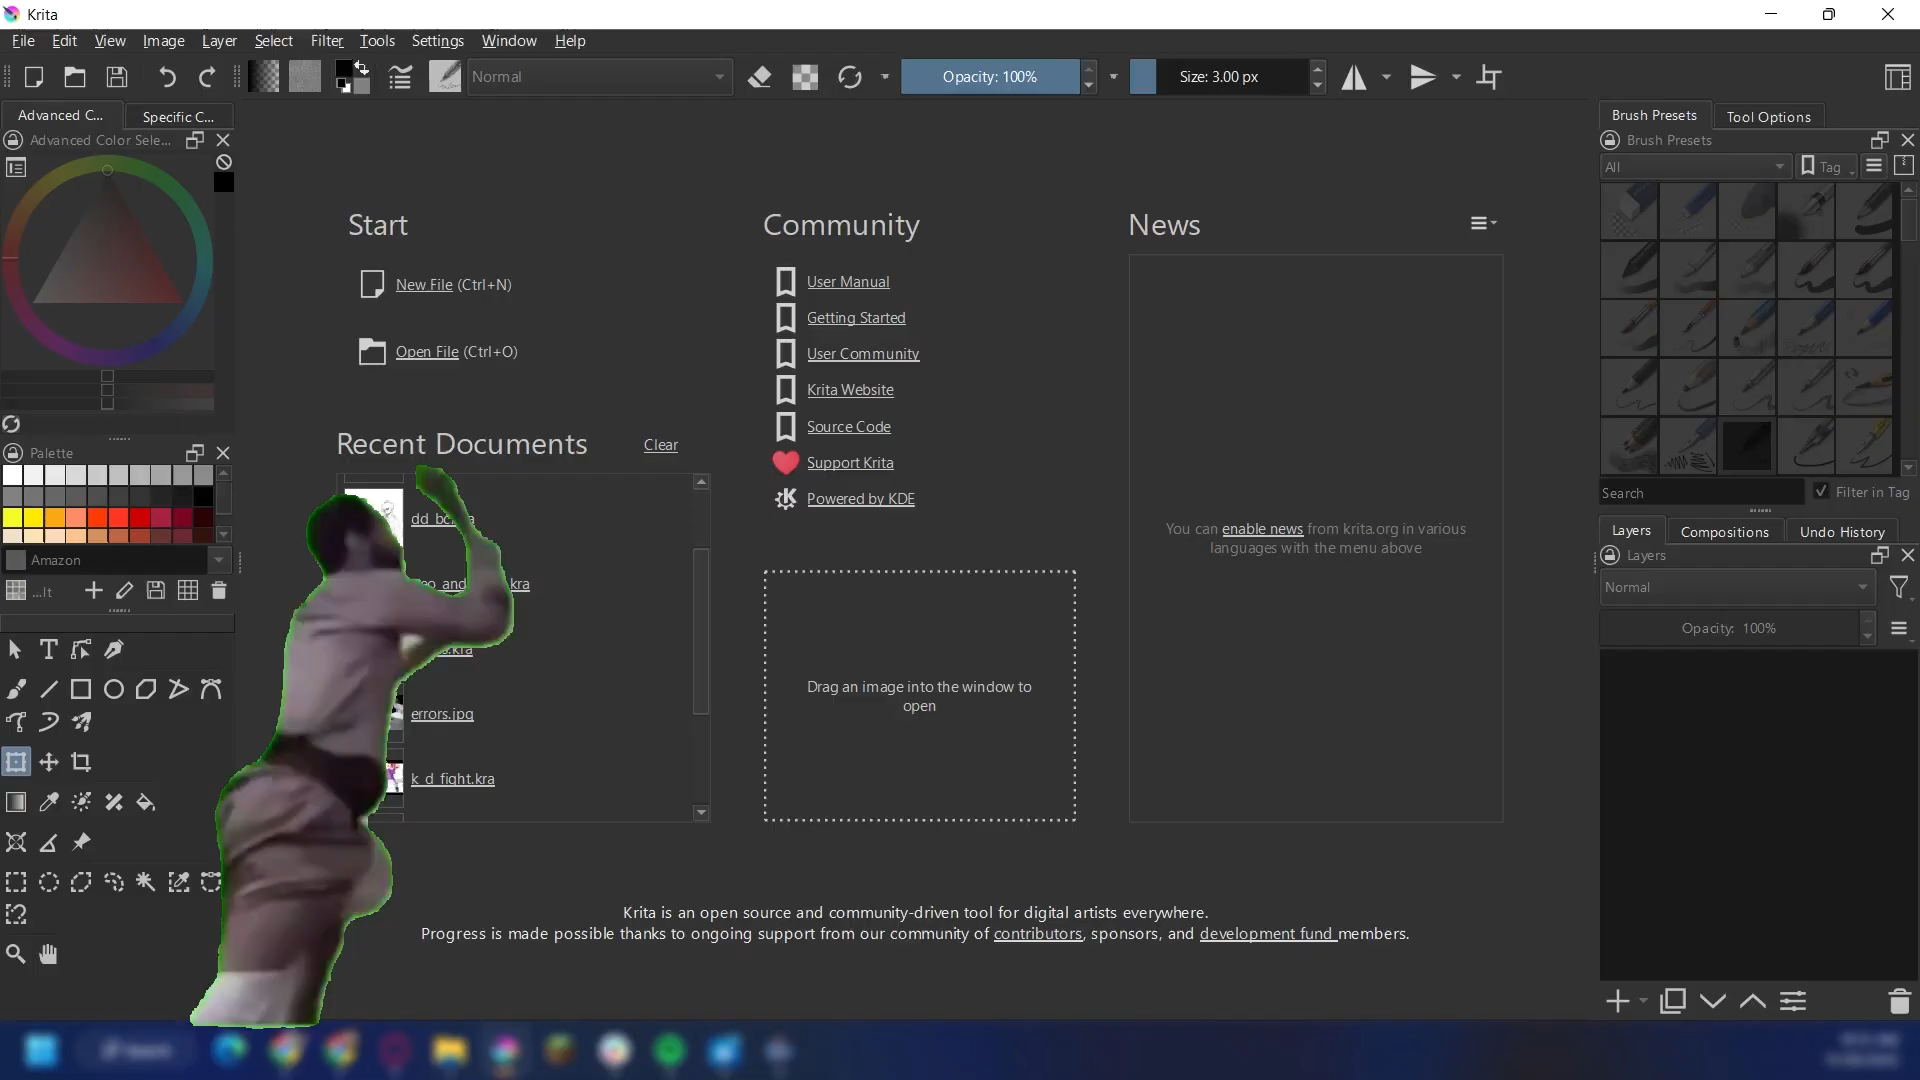 Krita
File Edit View Image Layer Select Filter Tools Settings Window Help
Normal
Opacity: 100%
Size: 3.00 px
Advanced C...
Specific C...
Advanced Color Sele...
Brush Presets
Tool Options
Brush Presets
All
Tag
Start
New File (Ctrl+N)
Open File (Ctrl+O)
Recent Documents
Clear
errors.jpg
k_d_fight.kra
Community
User Manual
Getting Started
User Community
Krita Website
Source Code
Support Krita
Powered by KDE
Drag an image into the window to
open
News
You can enable news from krita.org in various
languages with the menu above
Palette
Amazon
...lt
Search
Filter in Tag
Layers
Compositions
Undo History
Layers
Normal
Opacity: 100%
Krita is an open source and community-driven tool for digital artists everywhere.
Progress is made possible thanks to ongoing support from our community of contributors, sponsors, and development fund members.